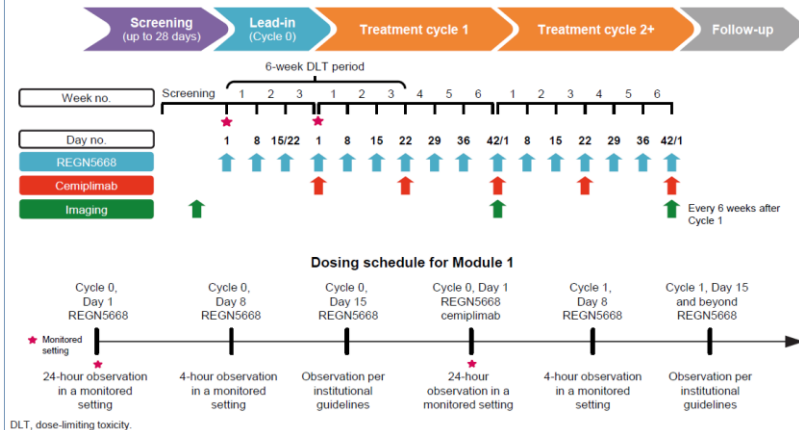 Screening
(up to 28 days)
Lead-in
(Cycle 0)
Treatment cycle 1
Treatment cycle 2+
Follow-up
6-week DLT period
Week no.
Screening
1 2 3 1 2 3 4 5 6 1 2 3 4 5 6
Day no.
1 8 15/22 1 8 15 22 29 36 42/1 8 15 22 29 36 42/1
REGN5668
Cemiplimab
Imaging
Every 6 weeks after
Cycle 1
Dosing schedule for Module 1
Cycle 0,
Day 1
REGN5668
Cycle 0,
Day 8
REGN5668
Cycle 0,
Day 15
REGN5668
Cycle 0, Day 1
REGN5668
cemiplimab
Cycle 1,
Day 8
REGN5668
Cycle 1, Day 15
and beyond
REGN5668
Monitored
setting
24-hour observation
in a monitored
setting
4-hour observation
in a monitored
setting
Observation per
institutional
guidelines
24-hour
observation in a
monitored setting
4-hour observation
in a monitored
setting
Observation per
institutional
guidelines
DLT, dose-limiting toxicity.